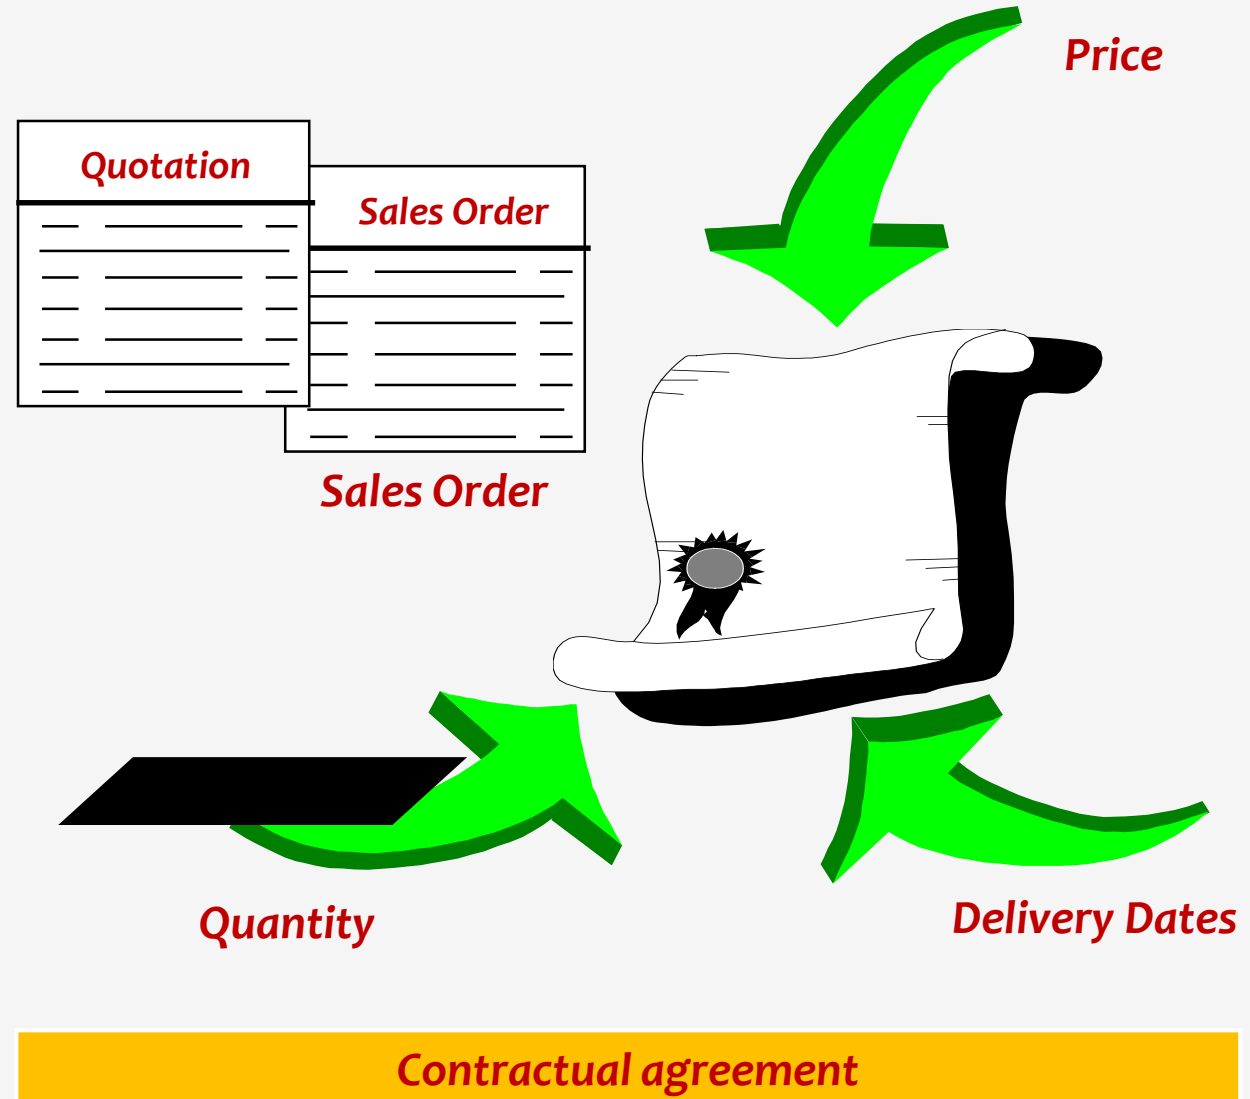 Price
Quotation
Sales Order
Sales Order
Quantity
Delivery Dates
Contractual agreement